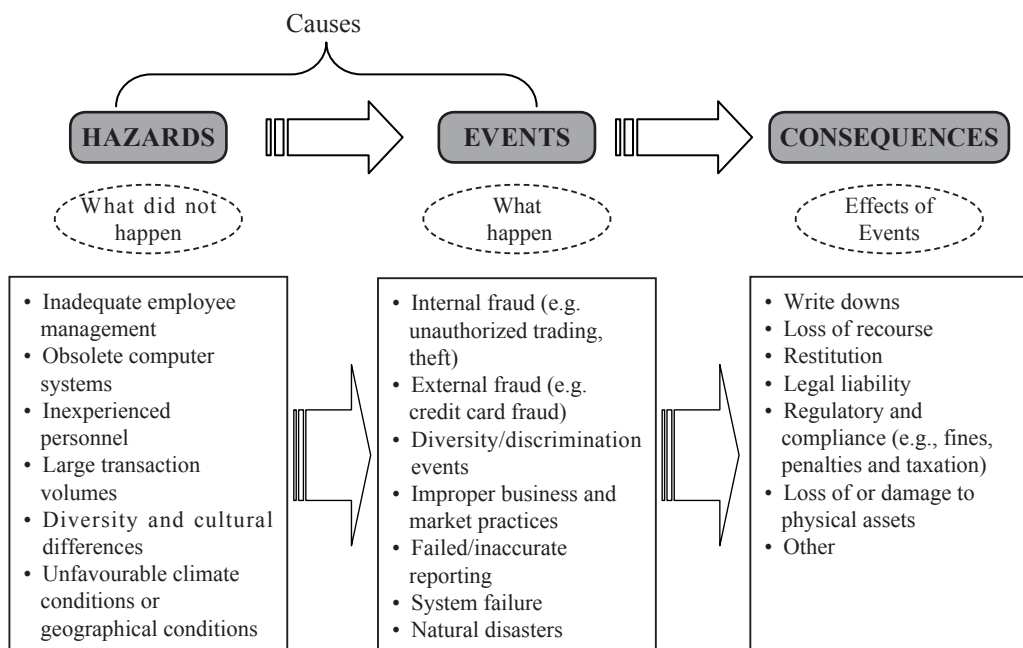 Causes
HAZARDS
EVENTS
CONSEQUENCES
What did not
happen
What
happen
Effects of
Events
• Inadequate employee
management
• Obsolete computer
systems
• Inexperienced
personnel
• Large transaction
volumes
• Diversity and cultural
differences
• Unfavourable climate
conditions or
geographical conditions
• Internal fraud (e.g.
unauthorized trading,
theft)
• External fraud (e.g.
credit card fraud)
• Diversity/discrimination
events
• Improper business and
market practices
• Failed/inaccurate
reporting
• System failure
• Natural disasters
• Write downs
• Loss of recourse
• Restitution
• Legal liability
• Regulatory and
compliance (e.g., fines,
penalties and taxation)
• Loss of or damage to
physical assets
• Other